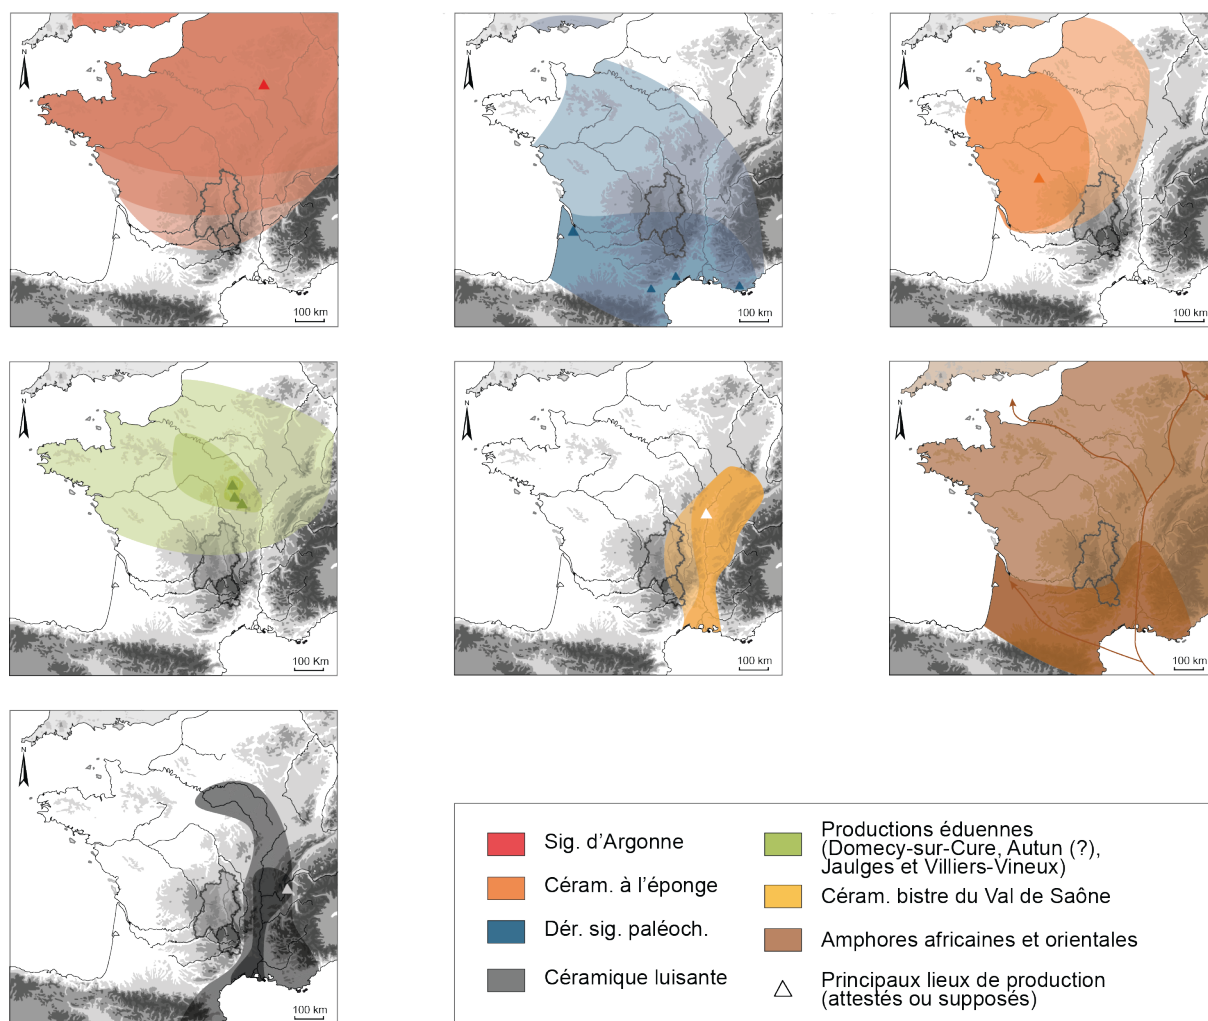 N
100 km
N
100 km
N
100 km
N
100 Km
N
100 km
N
100 km
N
100 km
Sig. d’Argonne
Céram. à l’éponge
Dér. sig. paléoch.
Céramique luisante
Productions éduennes
(Domecy-sur-Cure, Autun (?),
Jaulges et Villiers-Vineux)
Céram. bistre du Val de Saône
Amphores africaines et orientales
Principaux lieux de production
(attestés ou supposés)